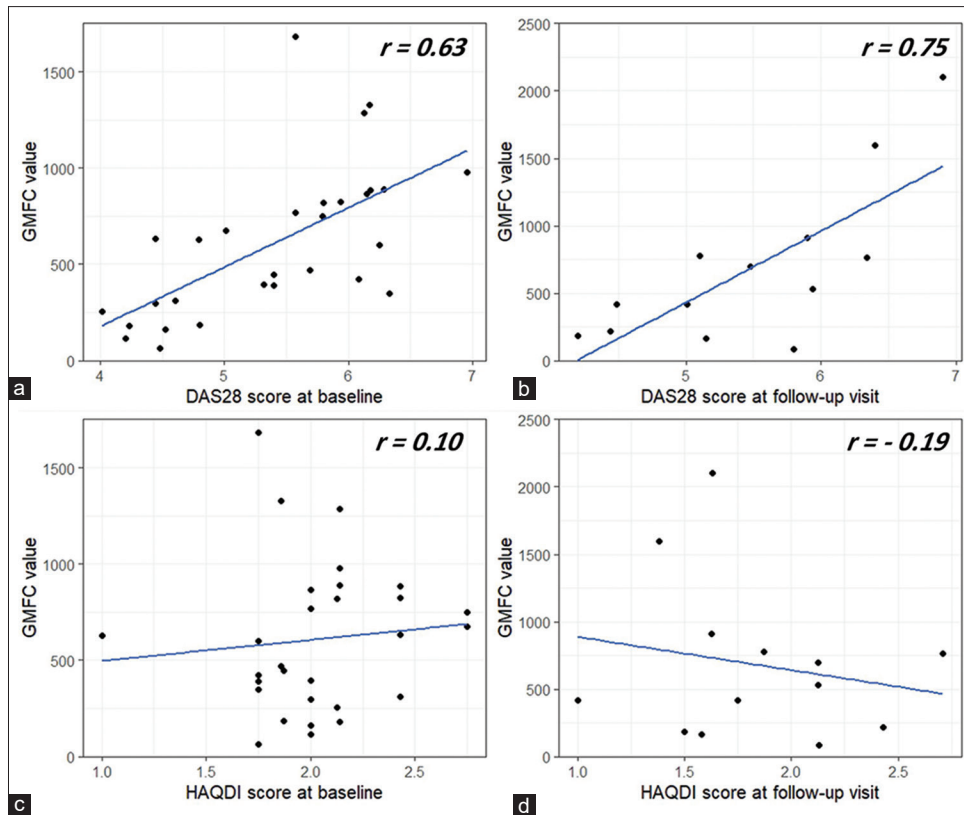 r = 0.63
1500
1000
500
0
GMFC value
4 5 6 7
DAS28 score at baseline
a
r = 0.75
2500
2000
1500
1000
500
0
GMFC value
5 6 7
DAS28 score at follow-up visit
b
r = 0.10
1500
1000
500
0
GMFC value
1.0 1.5 2.0 2.5
HAQDI score at baseline
c
r = - 0.19
2500
2000
1500
1000
500
0
GMFC value
1.0 1.5 2.0 2.5
HAQDI score at follow-up visit
d